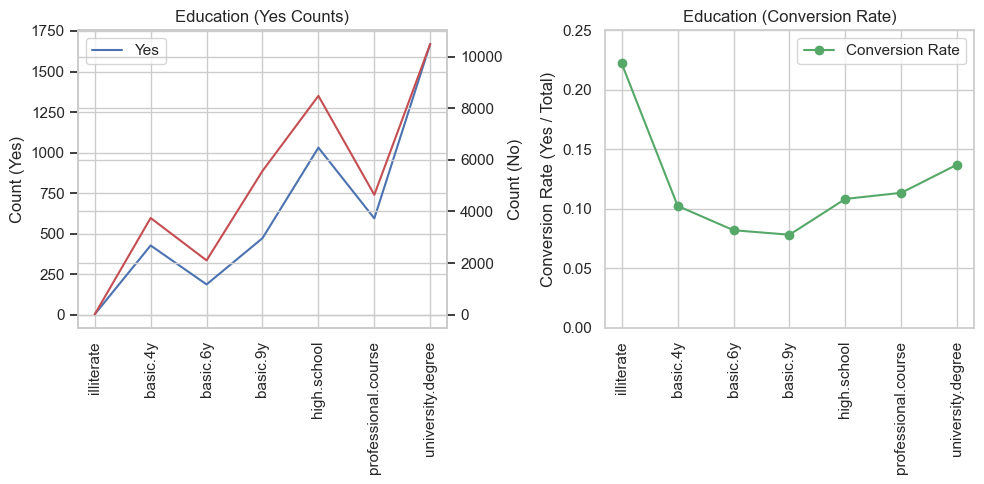 Education (Yes Counts)
Yes
Count (Yes)
1750
1500
1250
1000
750
500
250
0
Count (No)
10000
8000
6000
4000
2000
0
illiterate
basic.4y
basic.6y
basic.9y
high.school
professional.course
university.degree
Education (Conversion Rate)
Conversion Rate
Conversion Rate (Yes / Total)
0.25
0.20
0.15
0.10
0.05
0.00
illiterate
basic.4y
basic.6y
basic.9y
high.school
professional.course
university.degree